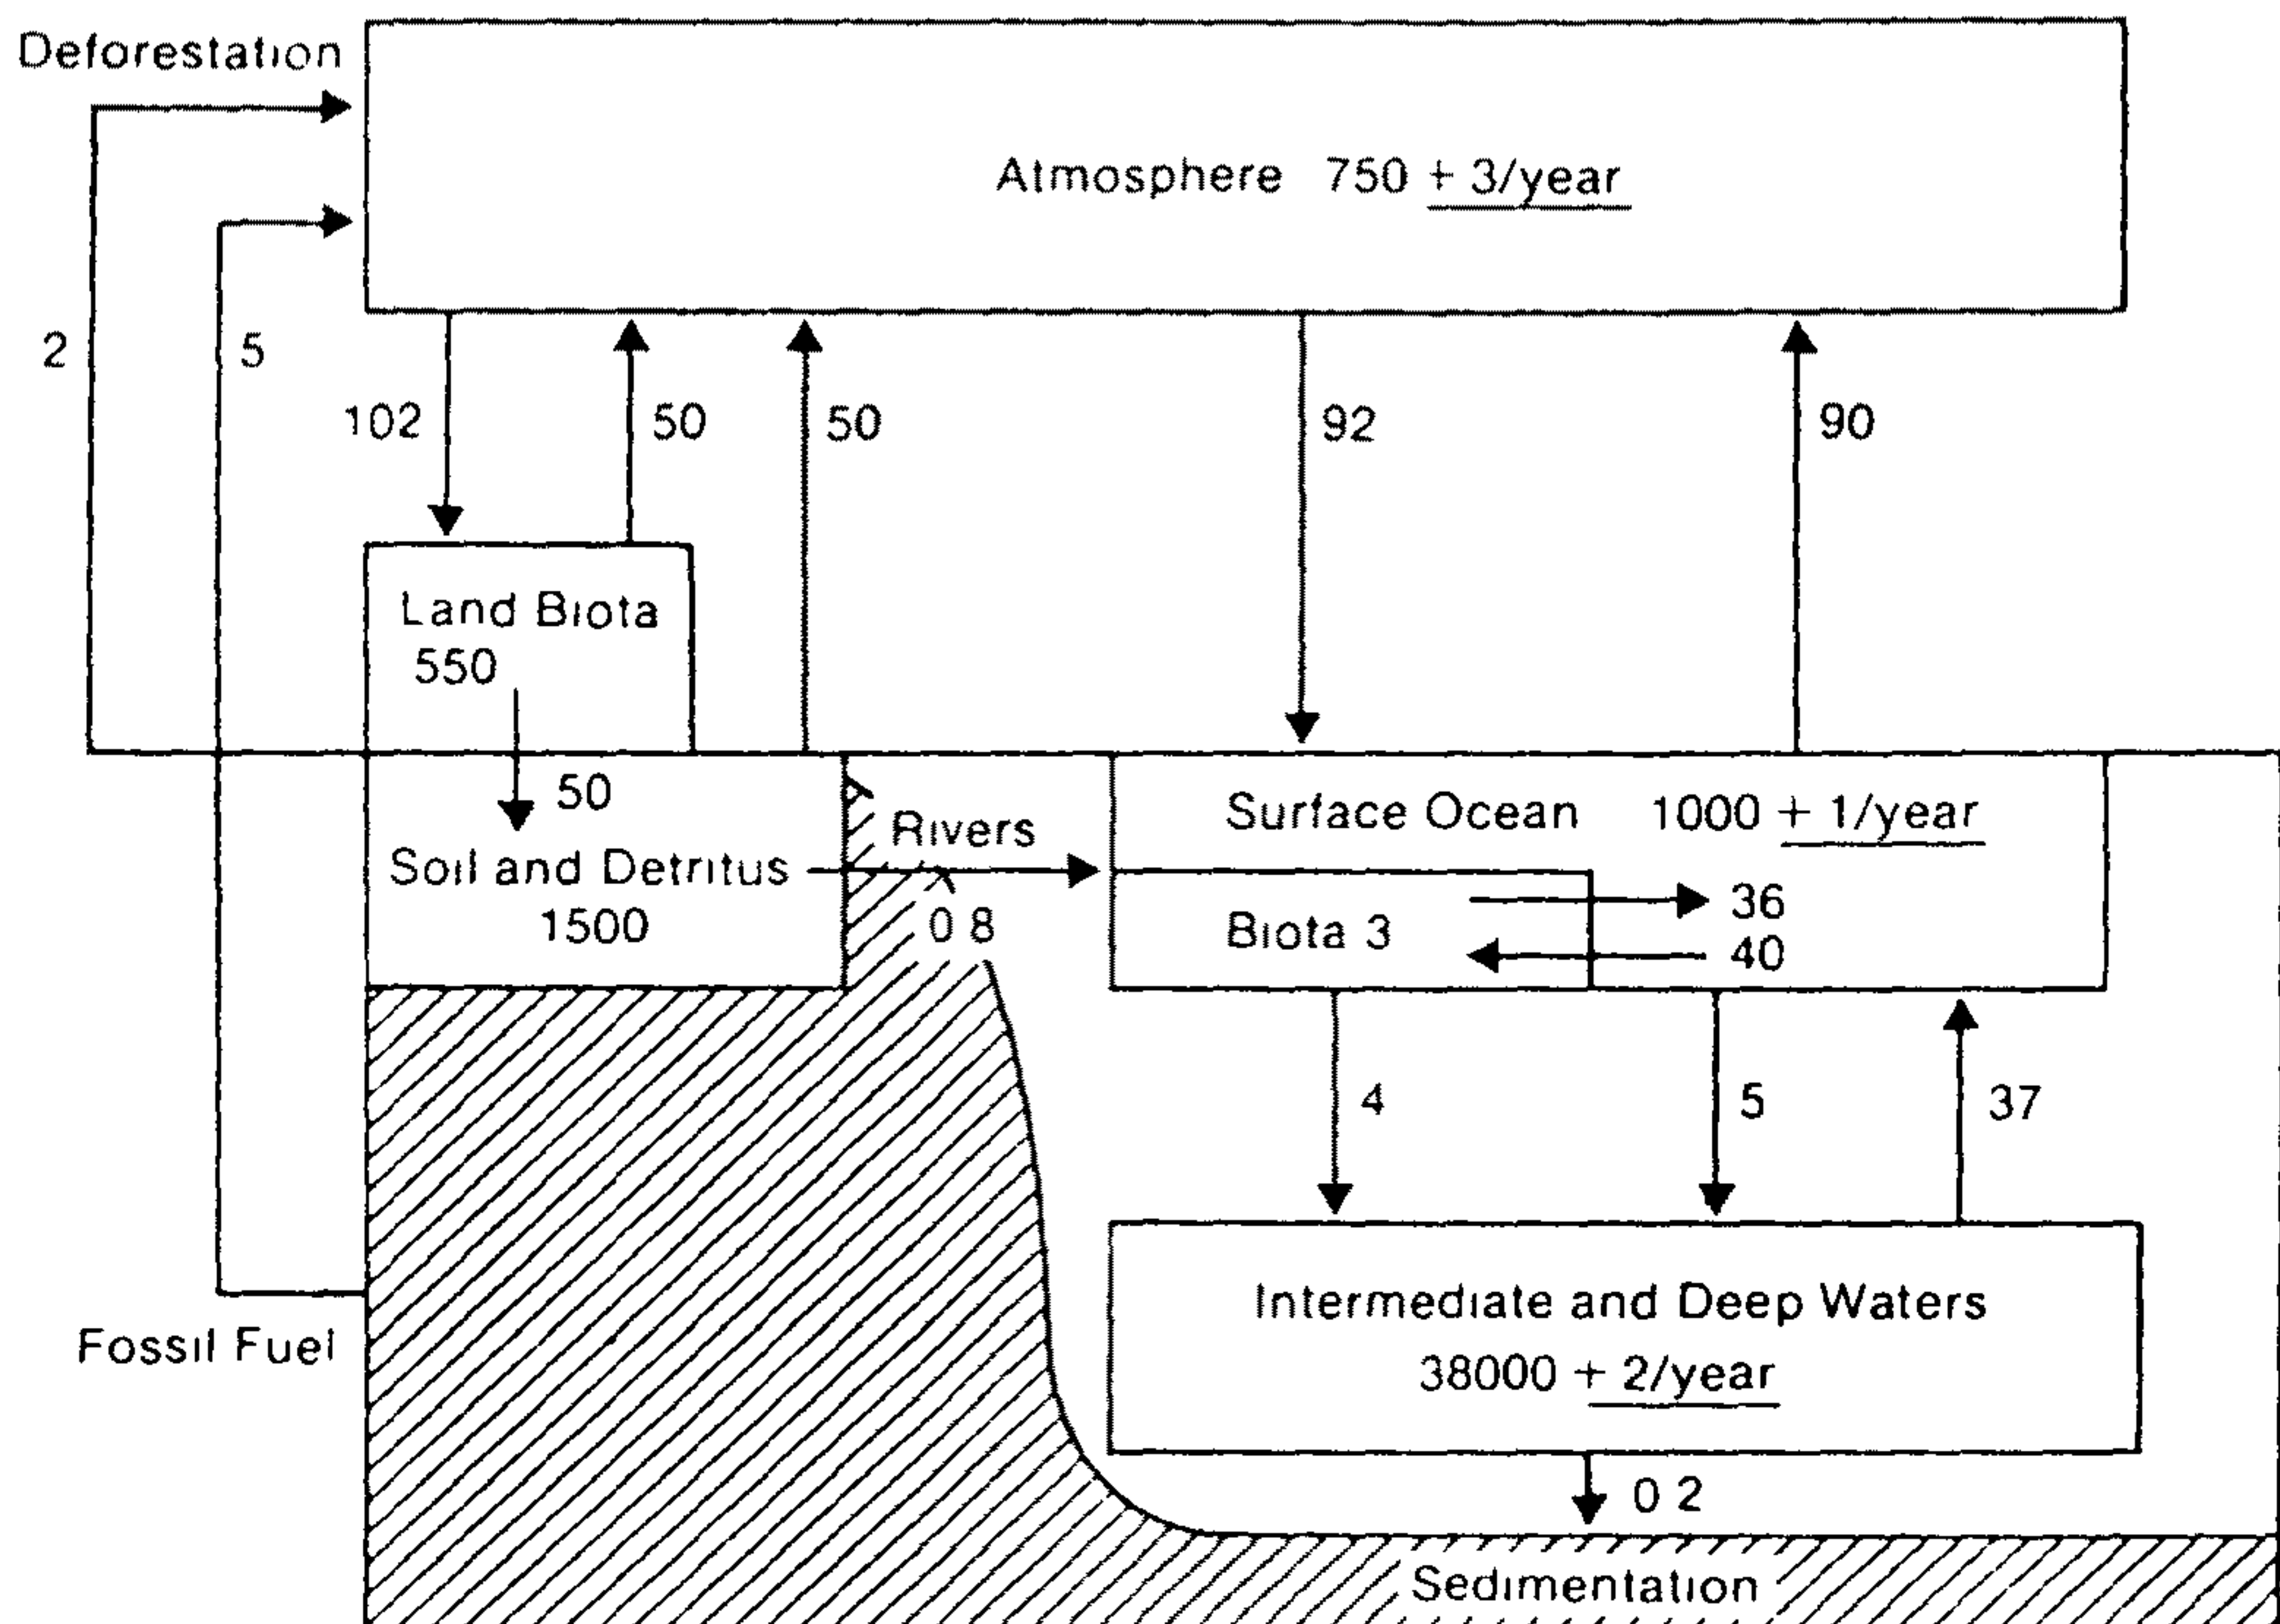 Deforestation
Atmosphere 750 + 3/year
2
5
102
50
50
92
90
Land Biota
550
50
Soil and Detritus
1500
Rivers
0 8
Surface Ocean 1000 + 1/year
36
Biota 3
40
4
5
37
Intermediate and Deep Waters
38000 + 2/year
Fossil Fuel
0 2
Sedimentation